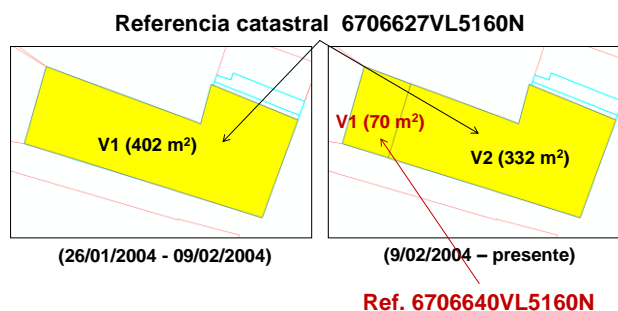 Referencia catastral 6706627VL5160N
V1 (402 m²)
V1 (70 m²)
V2 (332 m²)
(26/01/2004 - 09/02/2004)
(9/02/2004 – presente)
Ref. 6706640VL5160N